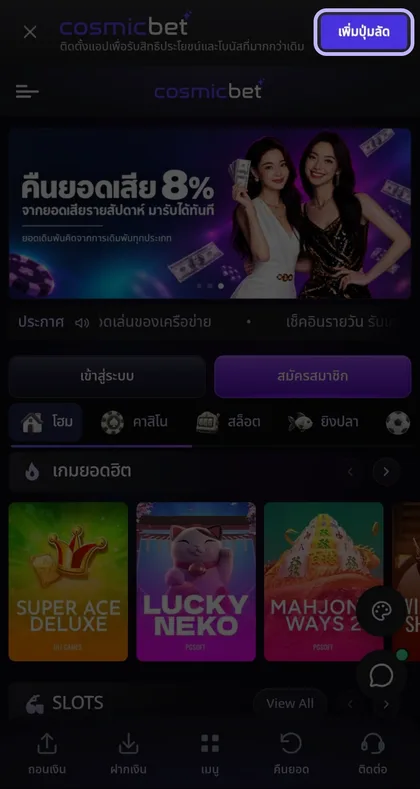 cosmicbet
เพิ่มปุ่มลัด
ติดตั้งแอปเพื่อรับสิทธิประโยชน์และโบนัสที่มากกว่าเดิม
cosmicbet
คืนยอดเสีย 8%
จากยอดเสียรายสัปดาห์ มารับได้ทันที
ยอดเดิมพันคิดจากการเดิมพันทุกประเภท
ประกาศ
วดเล่นของเครือข่าย • เช็คอินรายวัน
เข้าสู่ระบบ
สมัครสมาชิก
โฮม
คาสิโน
สล็อต
ยิงปลา
เกมยอดฮิต
SUPER ACE
DELUXE
LUCKY
NEKO
MAHJON
WAYS 2
SLOTS
View All
ถอนเงิน
ฝากเงิน
เมนู
คืนยอด
ติดต่อ